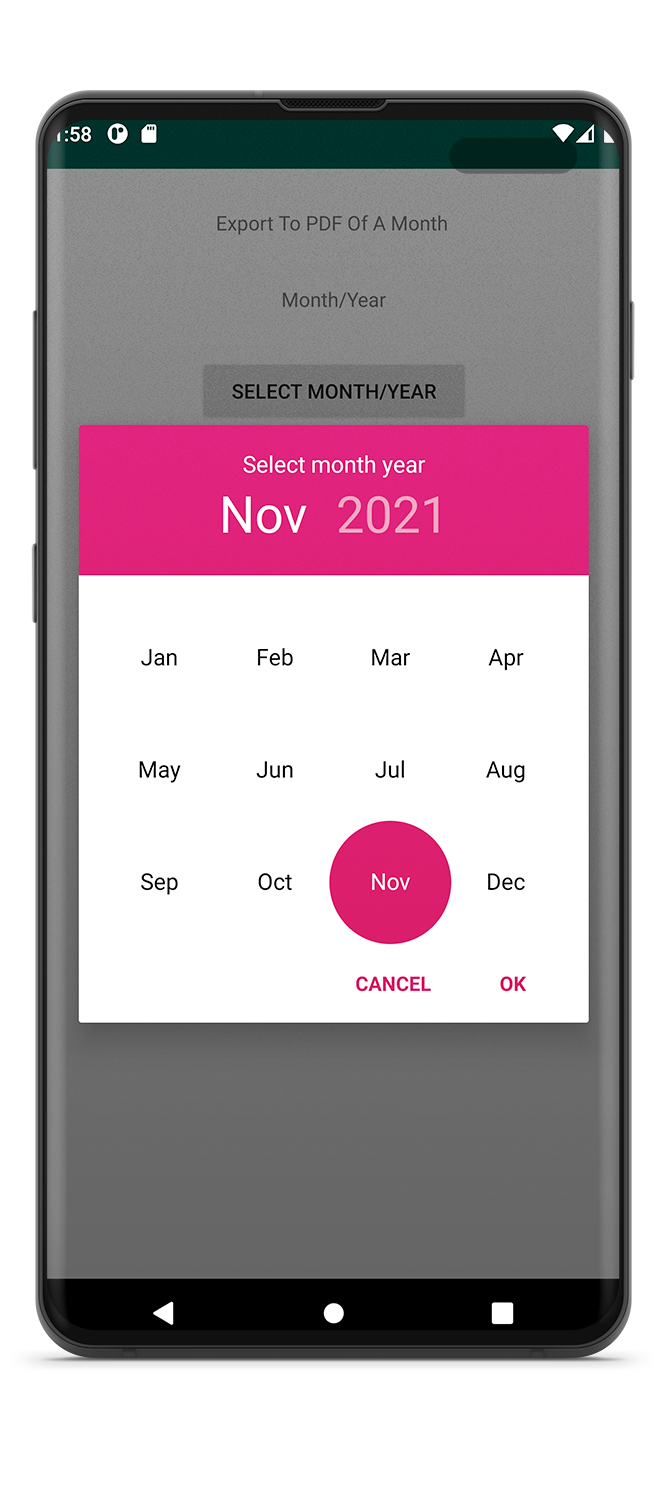 :58
Export To PDF Of A Month
Month/Year
SELECT MONTH/YEAR
Select month year
Nov 2021
Jan Feb Mar Apr
May Jun Jul Aug
Sep Oct Nov Dec
CANCEL OK